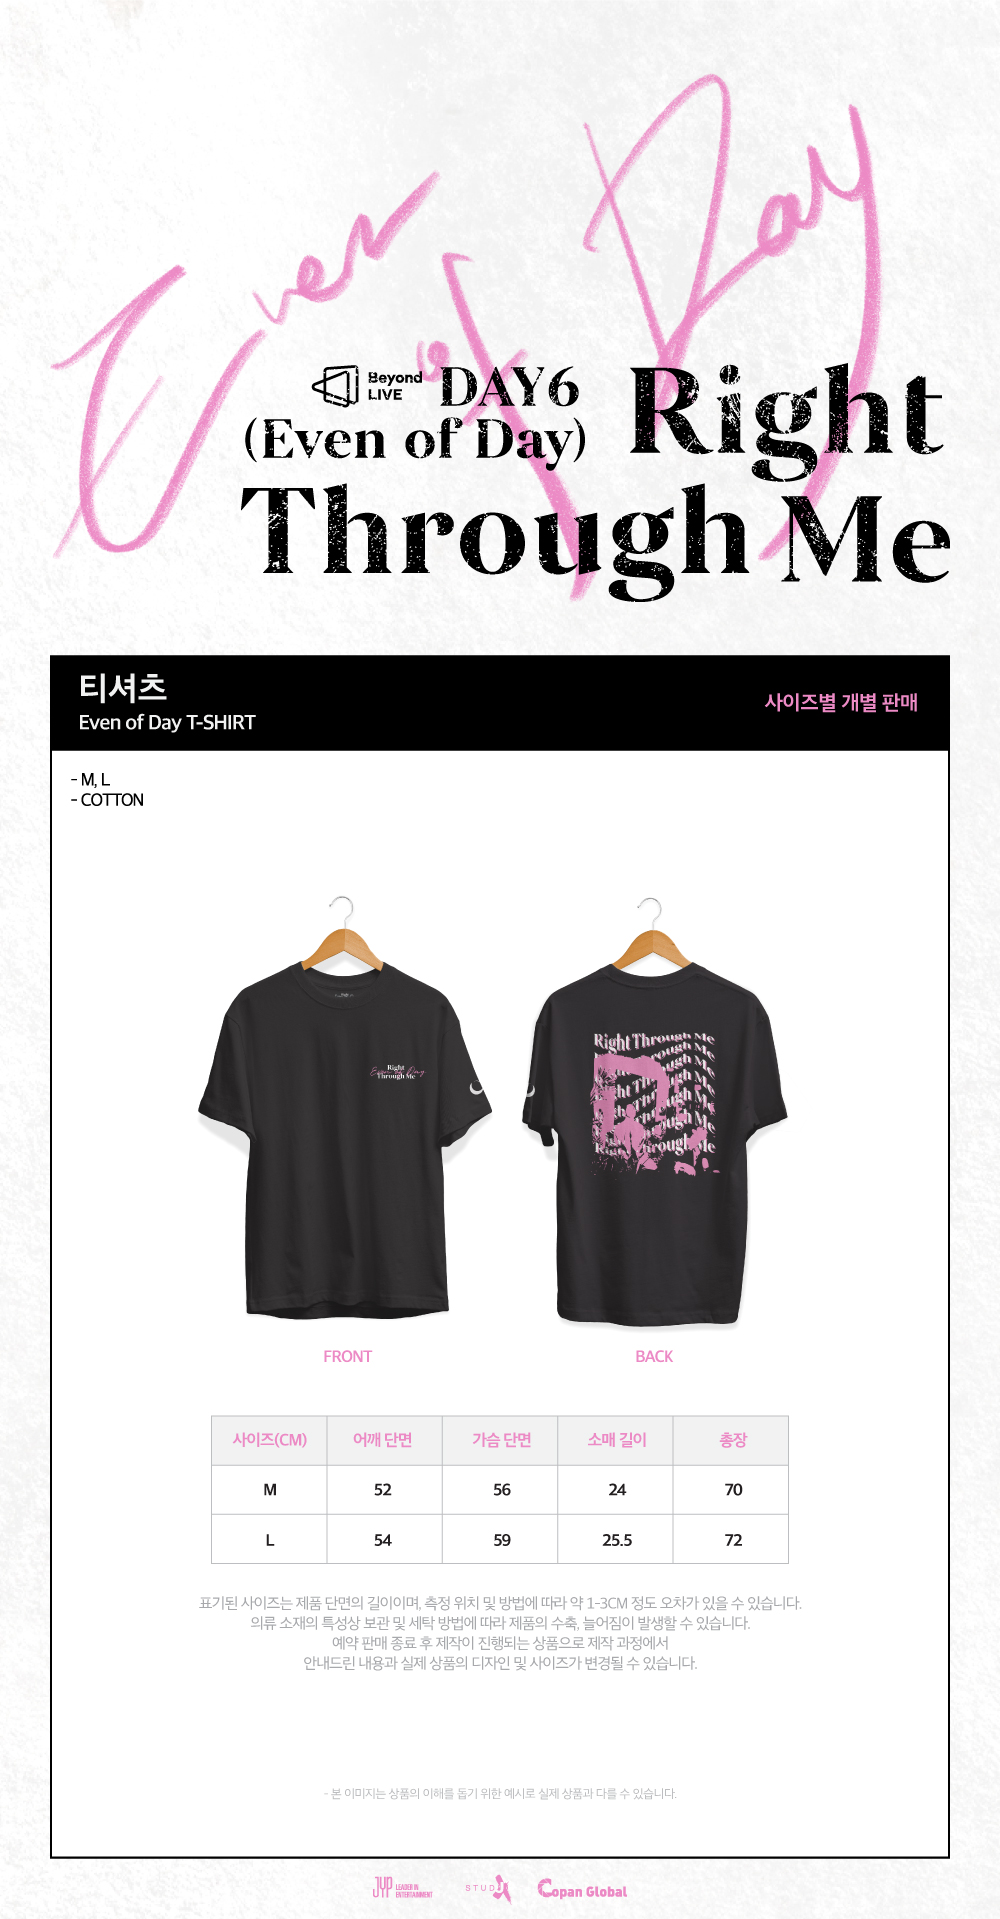 Even of Day
Beyond LIVE DAY6
(Even of Day)
Right
Through Me
티셔츠
Even of Day T-SHIRT
사이즈별 개별 판매
- M, L
- COTTON
Right
Even of Day
Through Me
Right Through Me
FRONT
BACK
사이즈(CM) 어깨 단면 가슴 단면 소매 길이 총장
M 52 56 24 70
L 54 59 25.5 72
표기된 사이즈는 제품 단면의 길이이며, 측정 위치 및 방법에 따라 약 1-3CM 정도 오차가 있을 수 있습니다.
의류 소재의 특성상 보관 및 세탁 방법에 따라 제품의 수축, 늘어짐이 발생할 수 있습니다.
예약 판매 종료 후 제작이 진행되는 상품으로 제작 과정에서
안내드린 내용과 실제 상품의 디자인 및 사이즈가 변경될 수 있습니다.
- 본 이미지는 상품의 이해를 돕기 위한 예시로 실제 상품과 다를 수 있습니다.
JYP LEADER IN ENTERTAINMENT
STUD
Copan Global